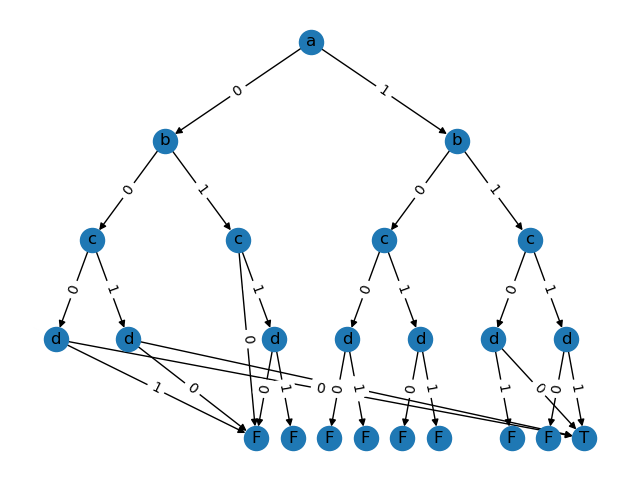 a
0 1
b b
0 1 0 1
c c c c
0 1 1 0 1 0 1
d d 0 d d d d d
1 0 0 1 0 0 1 0 1 1 0 0 1
F F F F F F F F T